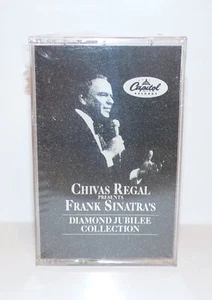 Capitol
RECORDS
CHIVAS REGAL
PRESENTS
FRANK SINATRA'S
DIAMOND JUBILEE
COLLECTION